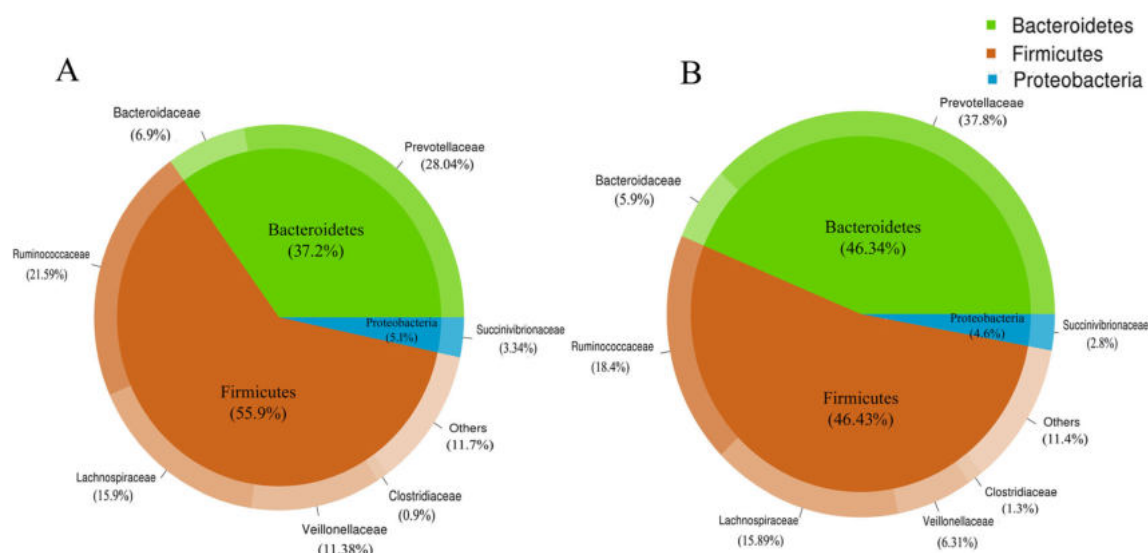 Bacteroidetes
Firmicutes
Proteobacteria
A
Bacteroidaceae
(6.9%)
Prevotellaceae
(28.04%)
Bacteroidetes
(37.2%)
Ruminococcaceae
(21.59%)
Proteobacteria
(5.1%)
Succinivibrionaceae
(3.34%)
Firmicutes
(55.9%)
Others
(11.7%)
Lachnospiraceae
(15.9%)
Clostridiaceae
(0.9%)
Veillonellaceae
(11.38%)
B
Prevotellaceae
(37.8%)
Bacteroidaceae
(5.9%)
Bacteroidetes
(46.34%)
Proteobacteria
(4.6%)
Succinivibrionaceae
(2.8%)
Ruminococcaceae
(18.4%)
Firmicutes
(46.43%)
Others
(11.4%)
Clostridiaceae
(1.3%)
Lachnospiraceae
(15.89%)
Veillonellaceae
(6.31%)